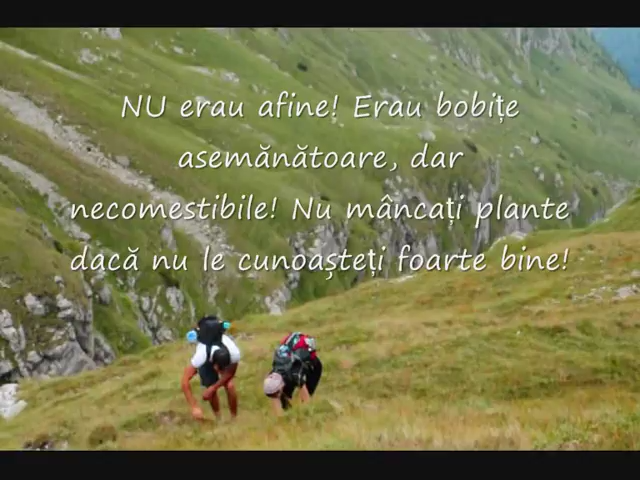 NU erau afine! Erau bobițe
asemănătoare, dar
necomestibile! Nu mâncați plante
dacă nu le cunoașteți foarte bine!